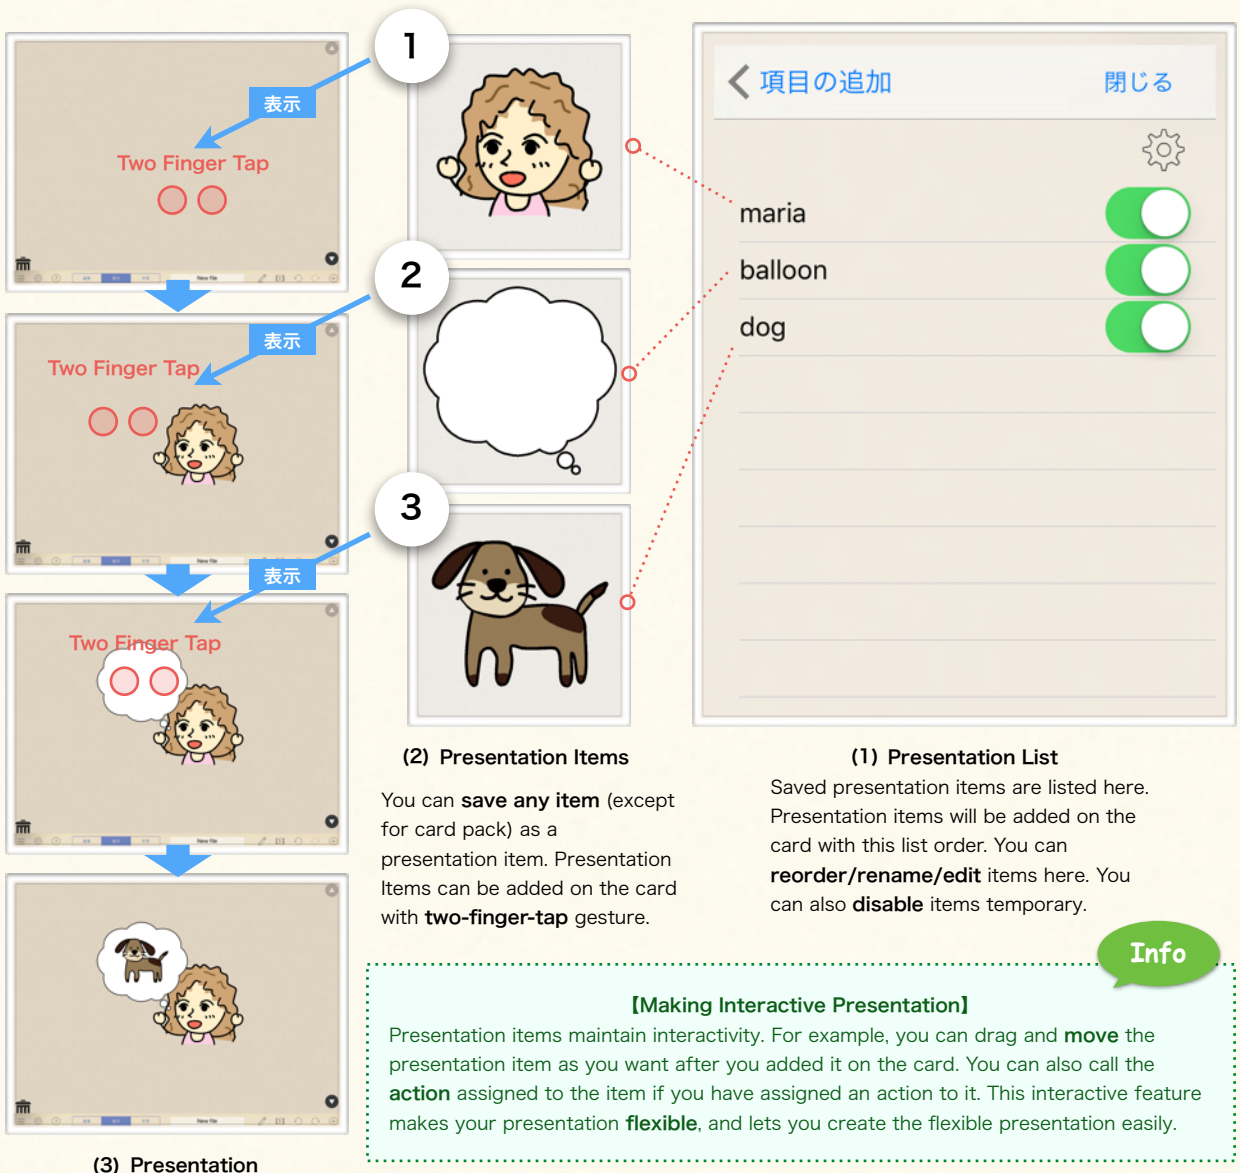 1
表示
Two Finger Tap
New file
2
表示
Two Finger Tap
New file
3
表示
Two Finger Tap
New file
New file
(3) Presentation
(2) Presentation Items
You can save any item (except
for card pack) as a
presentation item. Presentation
Items can be added on the card
with two-finger-tap gesture.
項目の追加
閉じる
maria
balloon
dog
(1) Presentation List
Saved presentation items are listed here.
Presentation items will be added on the
card with this list order. You can
reorder/rename/edit items here. You
can also disable items temporary.
Info
【Making Interactive Presentation】
Presentation items maintain interactivity. For example, you can drag and move the
presentation item as you want after you added it on the card. You can also call the
action assigned to the item if you have assigned an action to it. This interactive feature
makes your presentation flexible, and lets you create the flexible presentation easily.